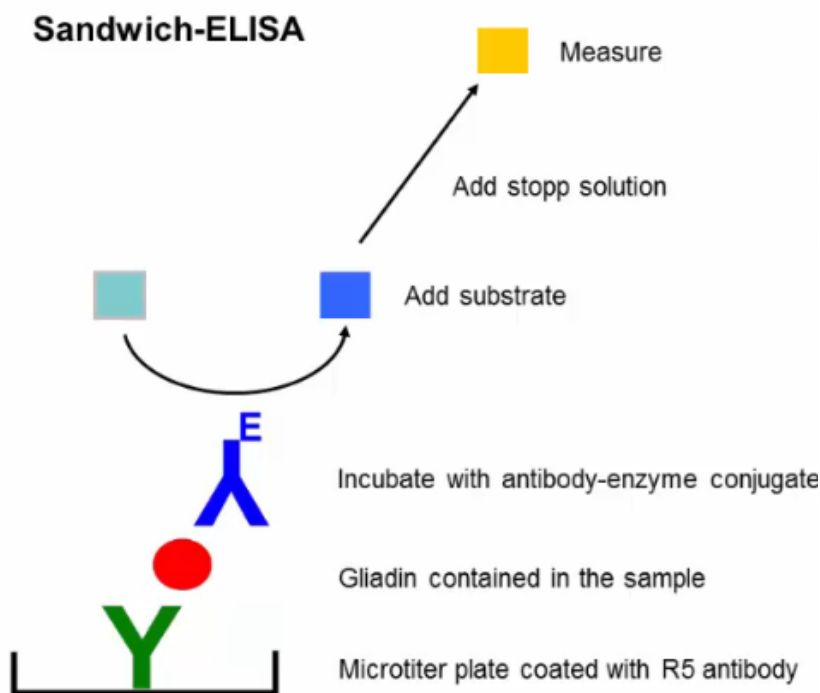 Sandwich-ELISA
Measure
Add stopp solution
Add substrate
E
Incubate with antibody-enzyme conjugate
Gliadin contained in the sample
Microtiter plate coated with R5 antibody